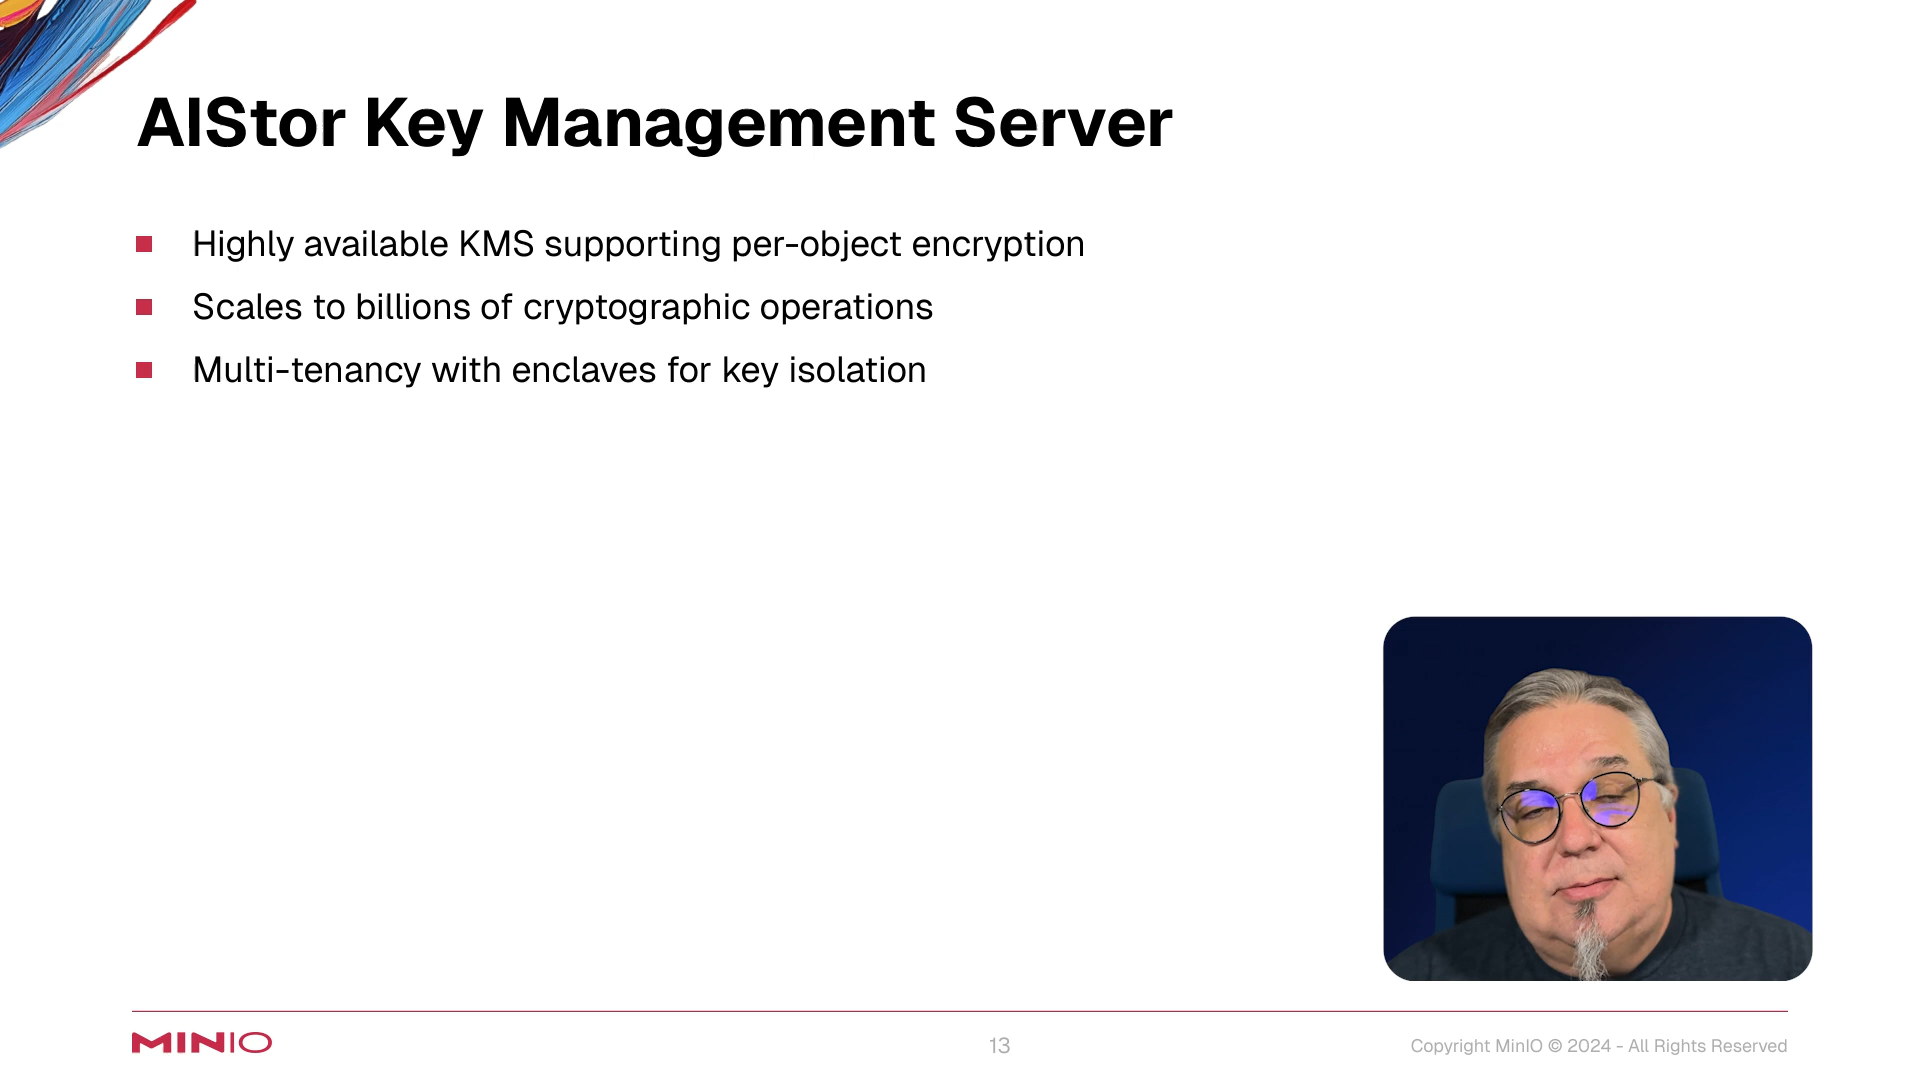 AIStor Key Management Server
Highly available KMS supporting per-object encryption
Scales to billions of cryptographic operations
Multi-tenancy with enclaves for key isolation
MINIO
13
Copyright MinIO © 2024 - All Rights Reserved